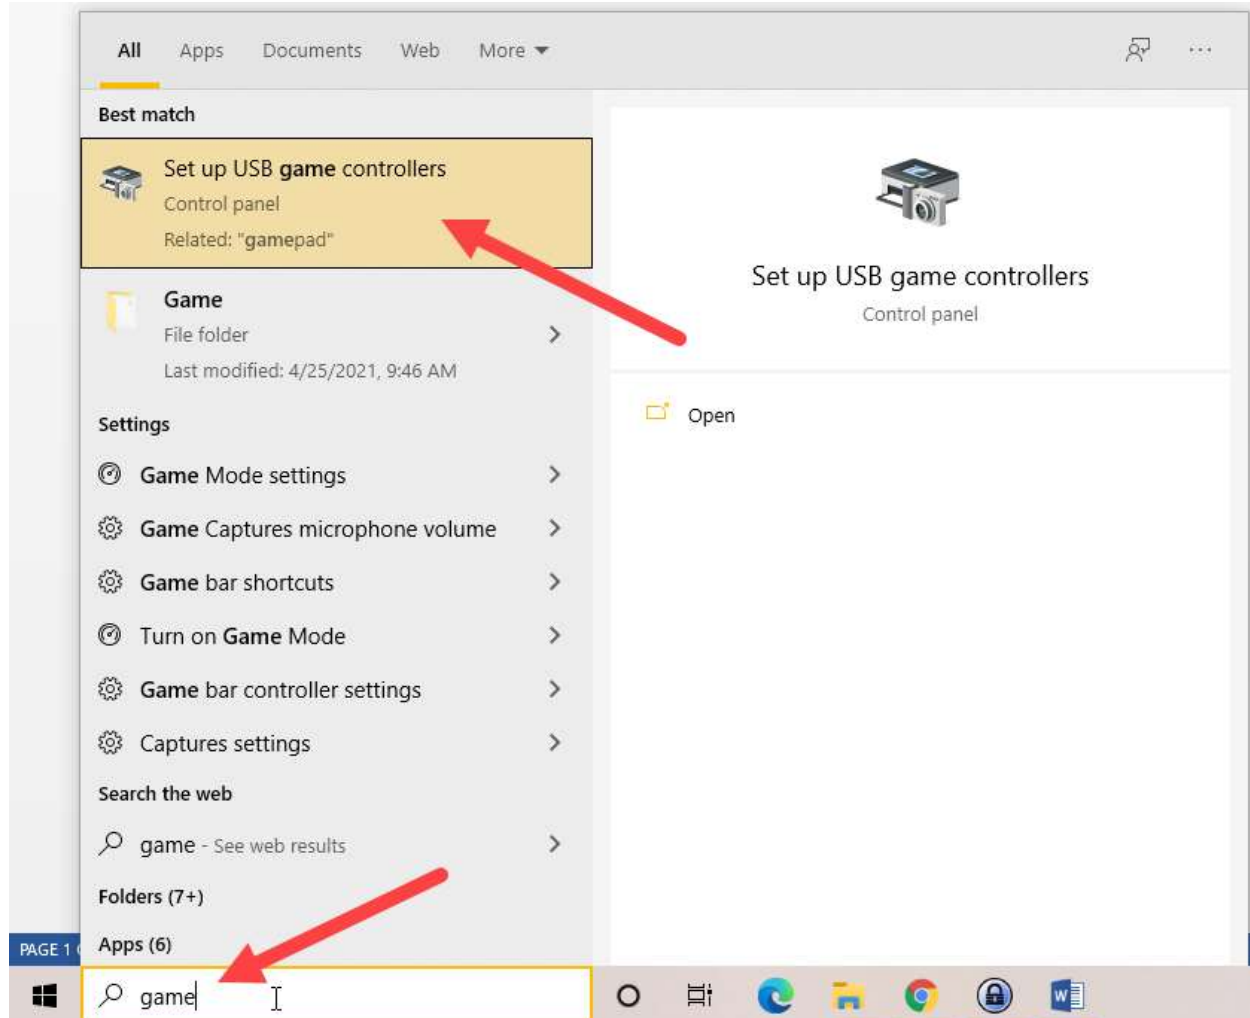 All Apps Documents Web More
Best match
Set up USB game controllers
Control panel
Related: "gamepad"
Game
File folder
Last modified: 4/25/2021, 9:46 AM
Settings
Game Mode settings
Game Captures microphone volume
Game bar shortcuts
Turn on Game Mode
Game bar controller settings
Captures settings
Search the web
game - See web results
Folders (7+)
Apps (6)
Set up USB game controllers
Control panel
Open
PAGE 1
game
W